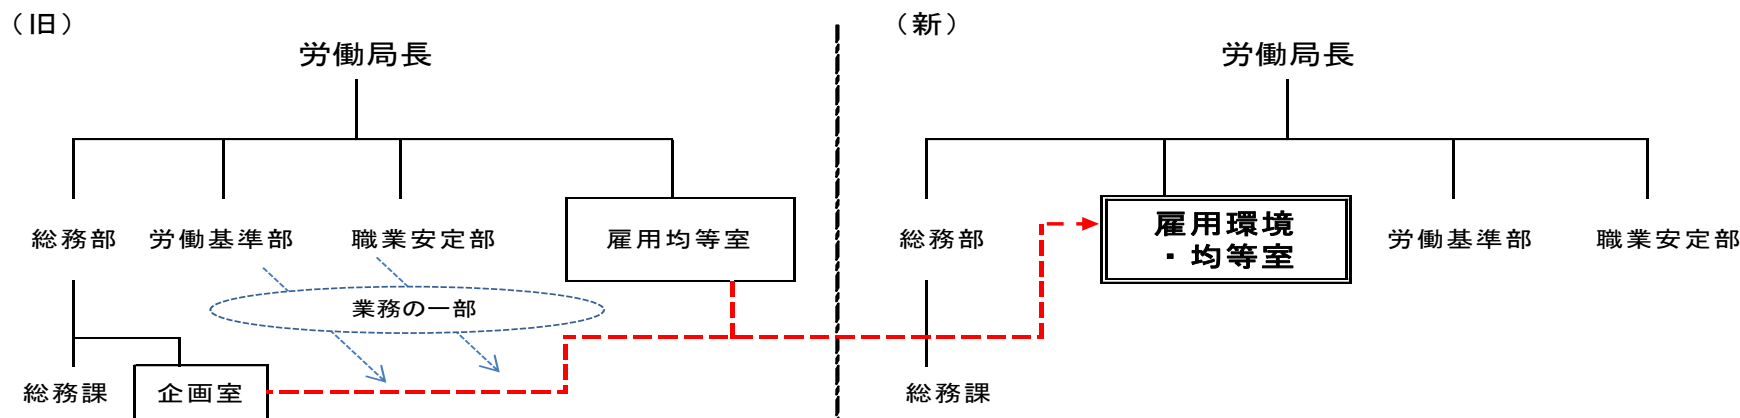 （旧）
労働局長
総務部
労働基準部
職業安定部
雇用均等室
業務の一部
総務課
企画室
（新）
労働局長
総務部
雇用環境
・均等室
労働基準部
職業安定部
総務課